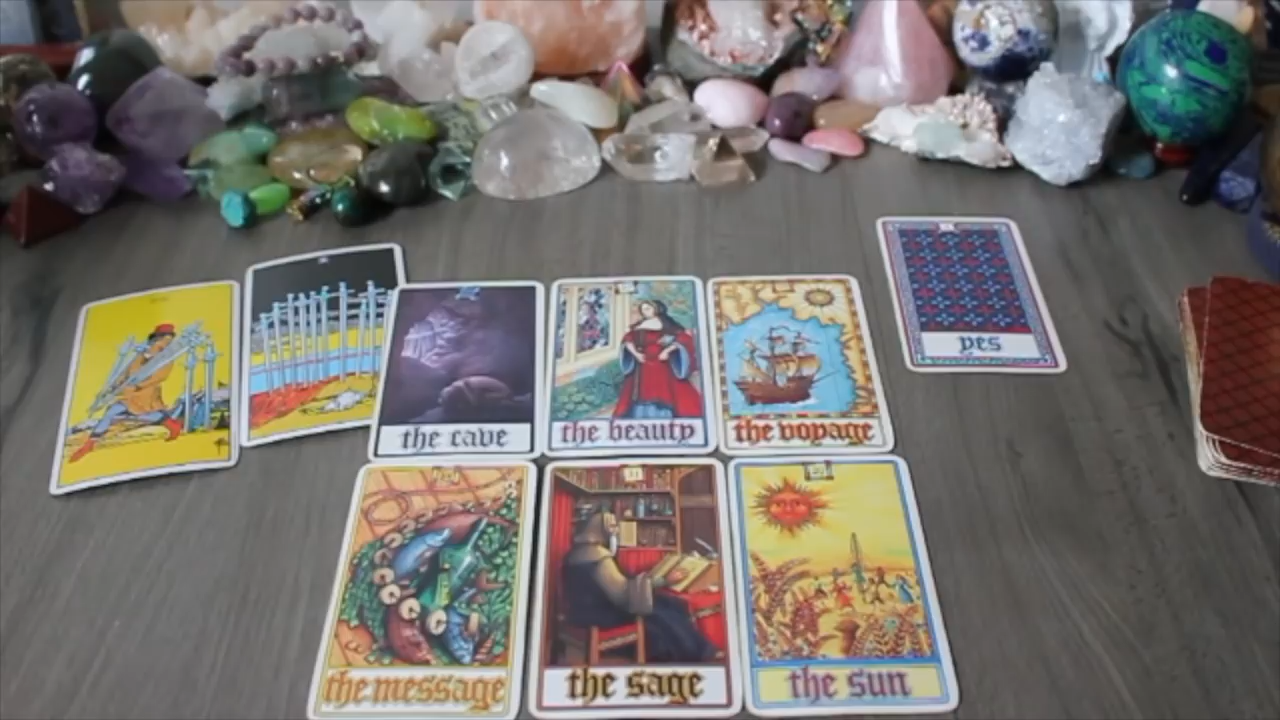 the cave
the beauty
the voyage
yes
the message
the sage
the sun